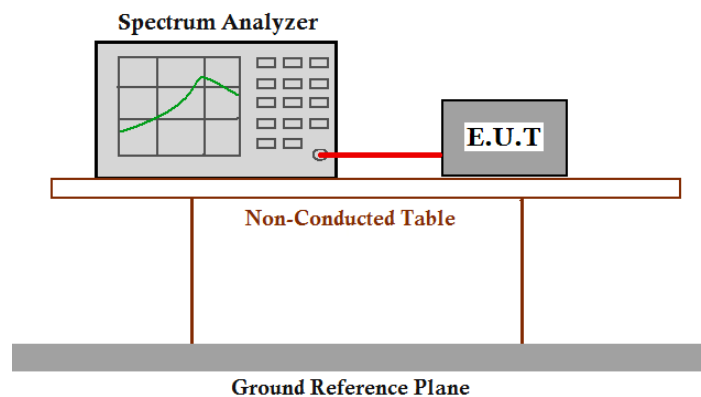 Spectrum Analyzer
E.U.T
Non-Conducted Table
Ground Reference Plane